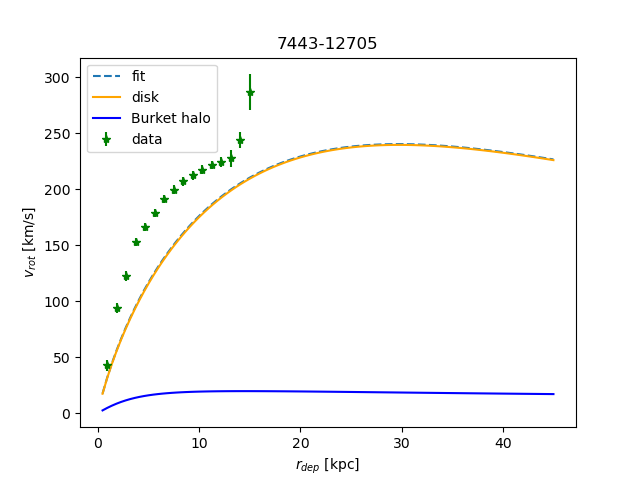 7443-12705
fit
disk
Burket halo
data
300
250
200
150
100
50
0
v_rot [km/s]
0 10 20 30 40
r_dep [kpc]